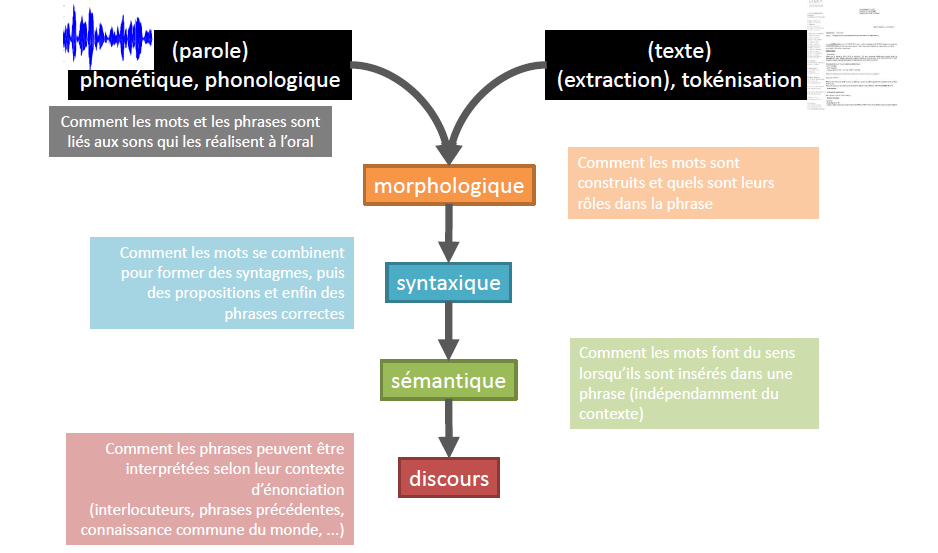 (parole)
phonétique, phonologique
(texte)
(extraction), tokénisation
Comment les mots et les phrases sont
liés aux sons qui les réalisent à l'oral
morphologique
Comment les mots sont
construits et quels sont leurs
rôles dans la phrase
Comment les mots se combinent
pour former des syntagmes, puis
des propositions et enfin des
phrases correctes
syntaxique
sémantique
Comment les mots font du sens
lorsqu'ils sont insérés dans une
phrase (indépendamment du
contexte)
Comment les phrases peuvent être
interprétées selon leur contexte
d'énonciation
(interlocuteurs, phrases précédentes,
connaissance commune du monde, ...)
discours